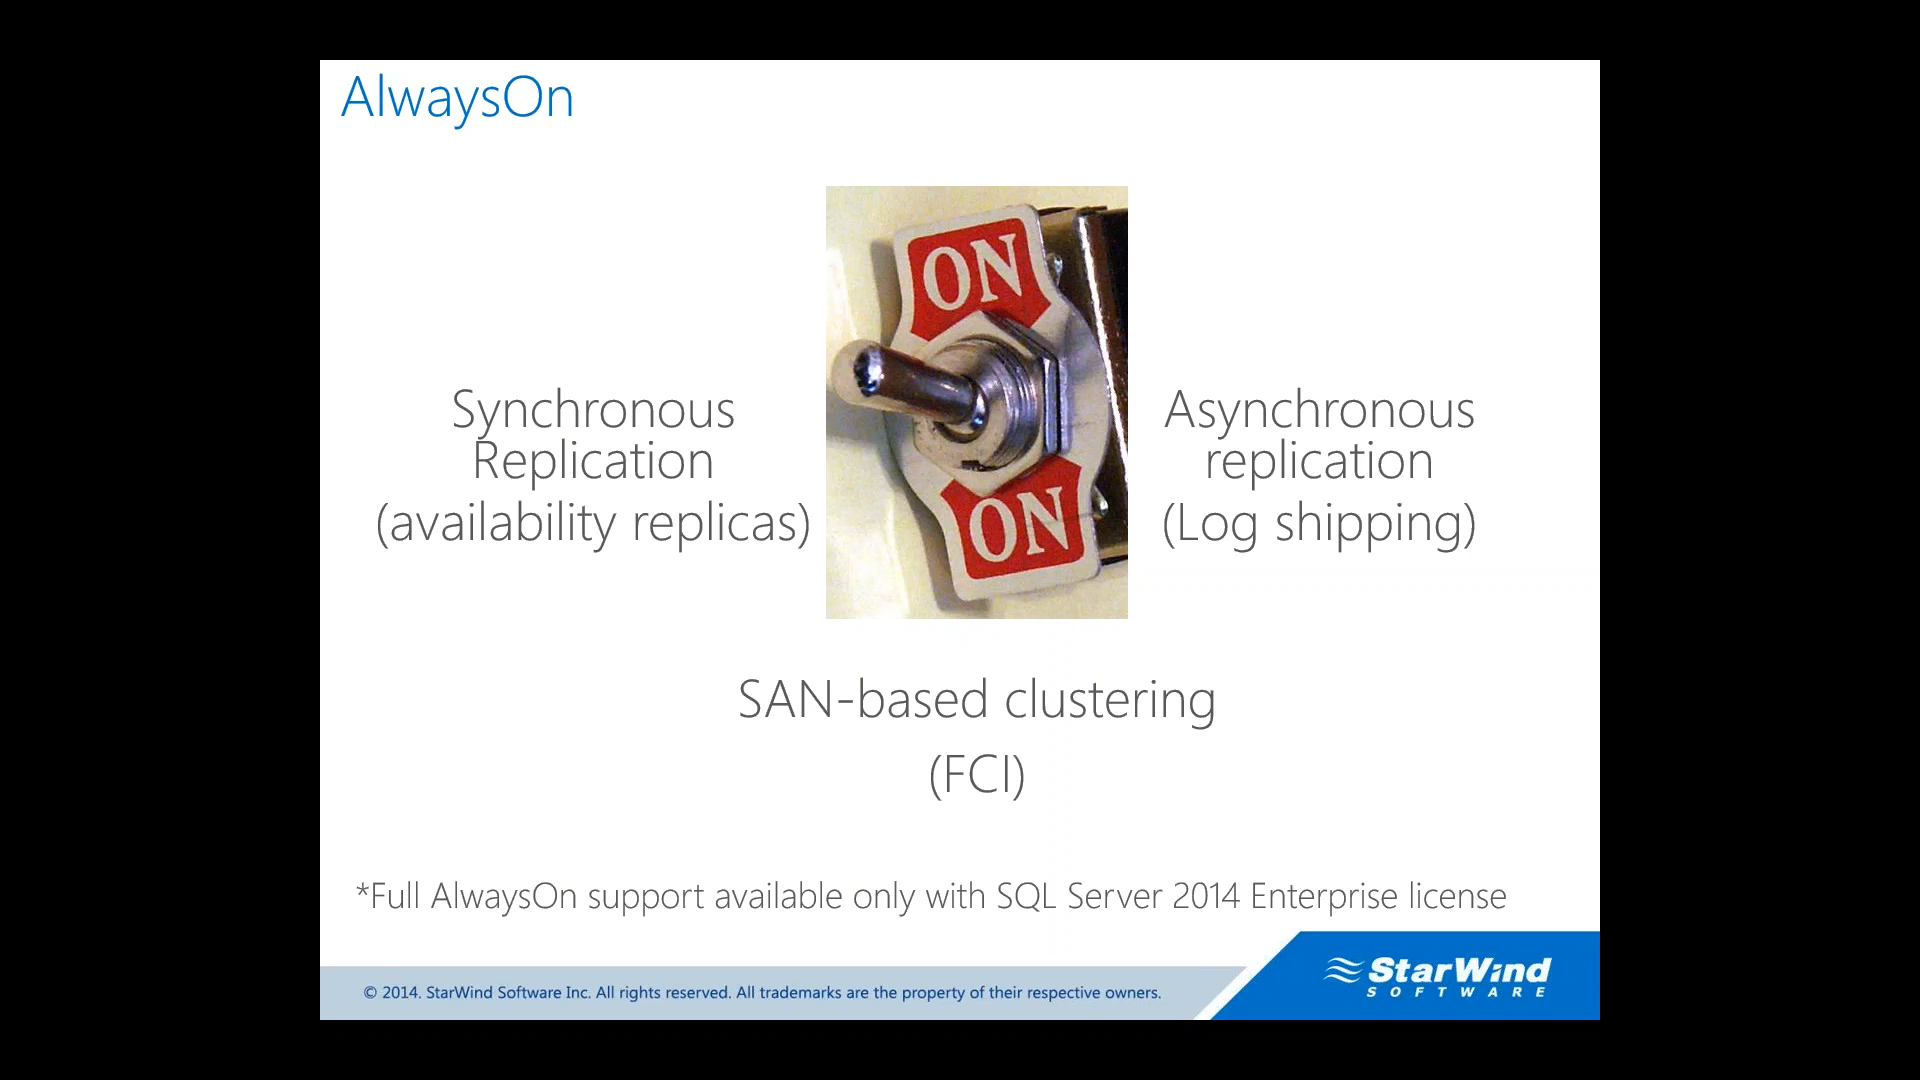 AlwaysOn
ON
ON
Synchronous
Replication
(availability replicas)
Asynchronous
replication
(Log shipping)
SAN-based clustering
(FCI)
*Full AlwaysOn support available only with SQL Server 2014 Enterprise license
© 2014. StarWind Software Inc. All rights reserved. All trademarks are the property of their respective owners.
StarWind
SOFTWARE